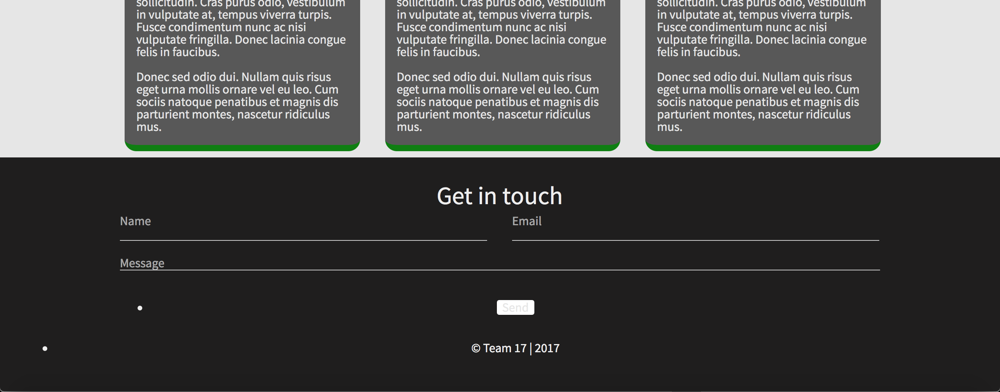 sollicitudin. Cras purus odio, vestibulum
in vulputate at, tempus viverra turpis.
Fusce condimentum nunc ac nisi
vulputate fringilla. Donec lacinia congue
felis in faucibus.
Donec sed odio dui. Nullam quis risus
eget urna mollis ornare vel eu leo. Cum
sociis natoque penatibus et magnis dis
parturient montes, nascetur ridiculus
mus.
sollicitudin. Cras purus odio, vestibulum
in vulputate at, tempus viverra turpis.
Fusce condimentum nunc ac nisi
vulputate fringilla. Donec lacinia congue
felis in faucibus.
Donec sed odio dui. Nullam quis risus
eget urna mollis ornare vel eu leo. Cum
sociis natoque penatibus et magnis dis
parturient montes, nascetur ridiculus
mus.
sollicitudin. Cras purus odio, vestibulum
in vulputate at, tempus viverra turpis.
Fusce condimentum nunc ac nisi
vulputate fringilla. Donec lacinia congue
felis in faucibus.
Donec sed odio dui. Nullam quis risus
eget urna mollis ornare vel eu leo. Cum
sociis natoque penatibus et magnis dis
parturient montes, nascetur ridiculus
mus.
Get in touch
Name
Email
Message
Send
© Team 17 | 2017